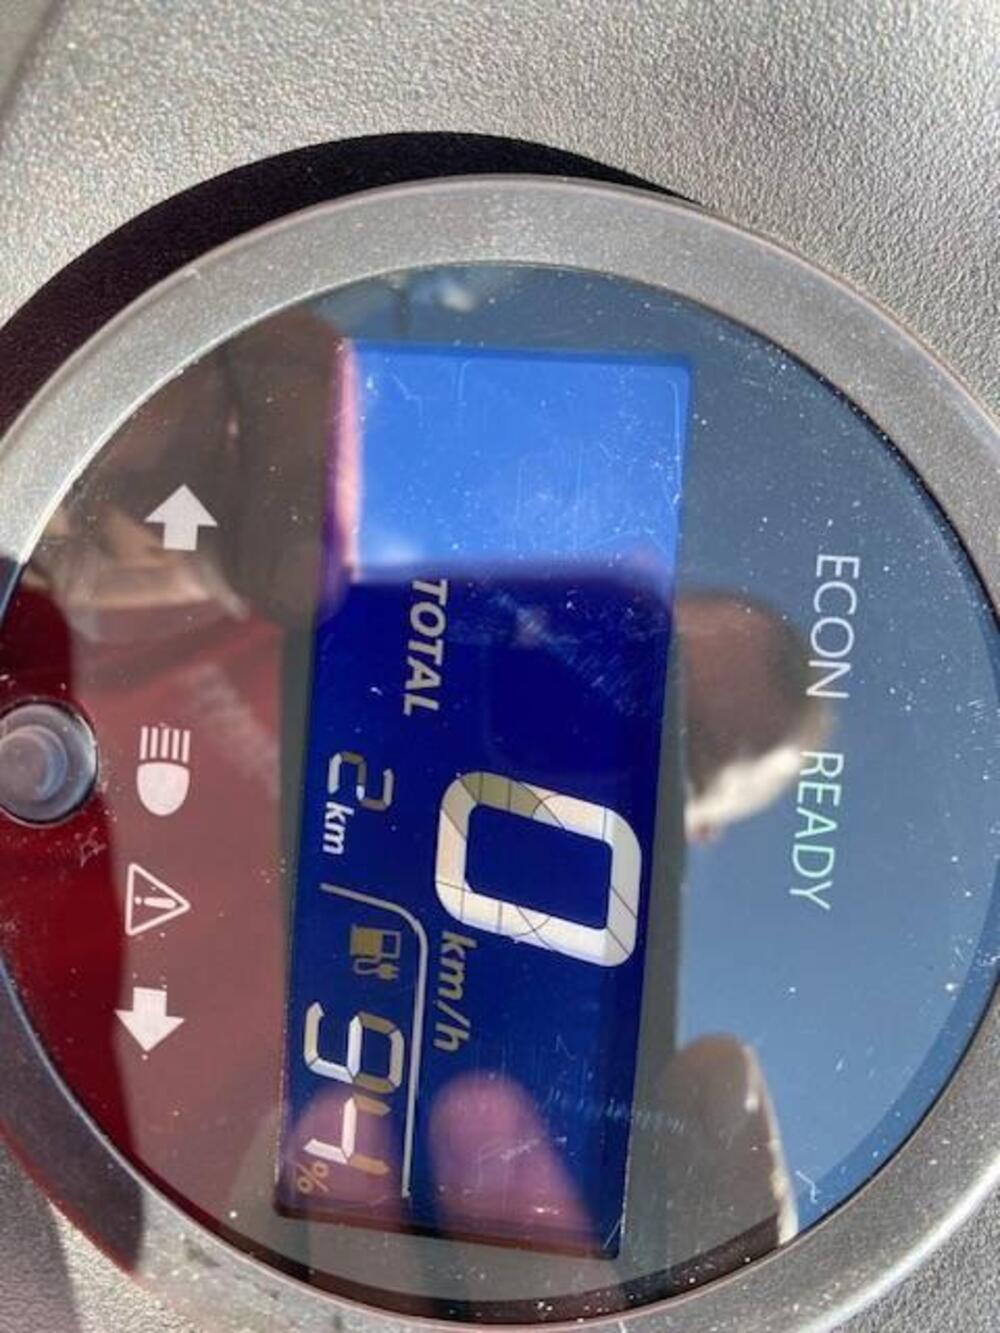 ECON READY
0 km/h
TOTAL 2 km
94 %